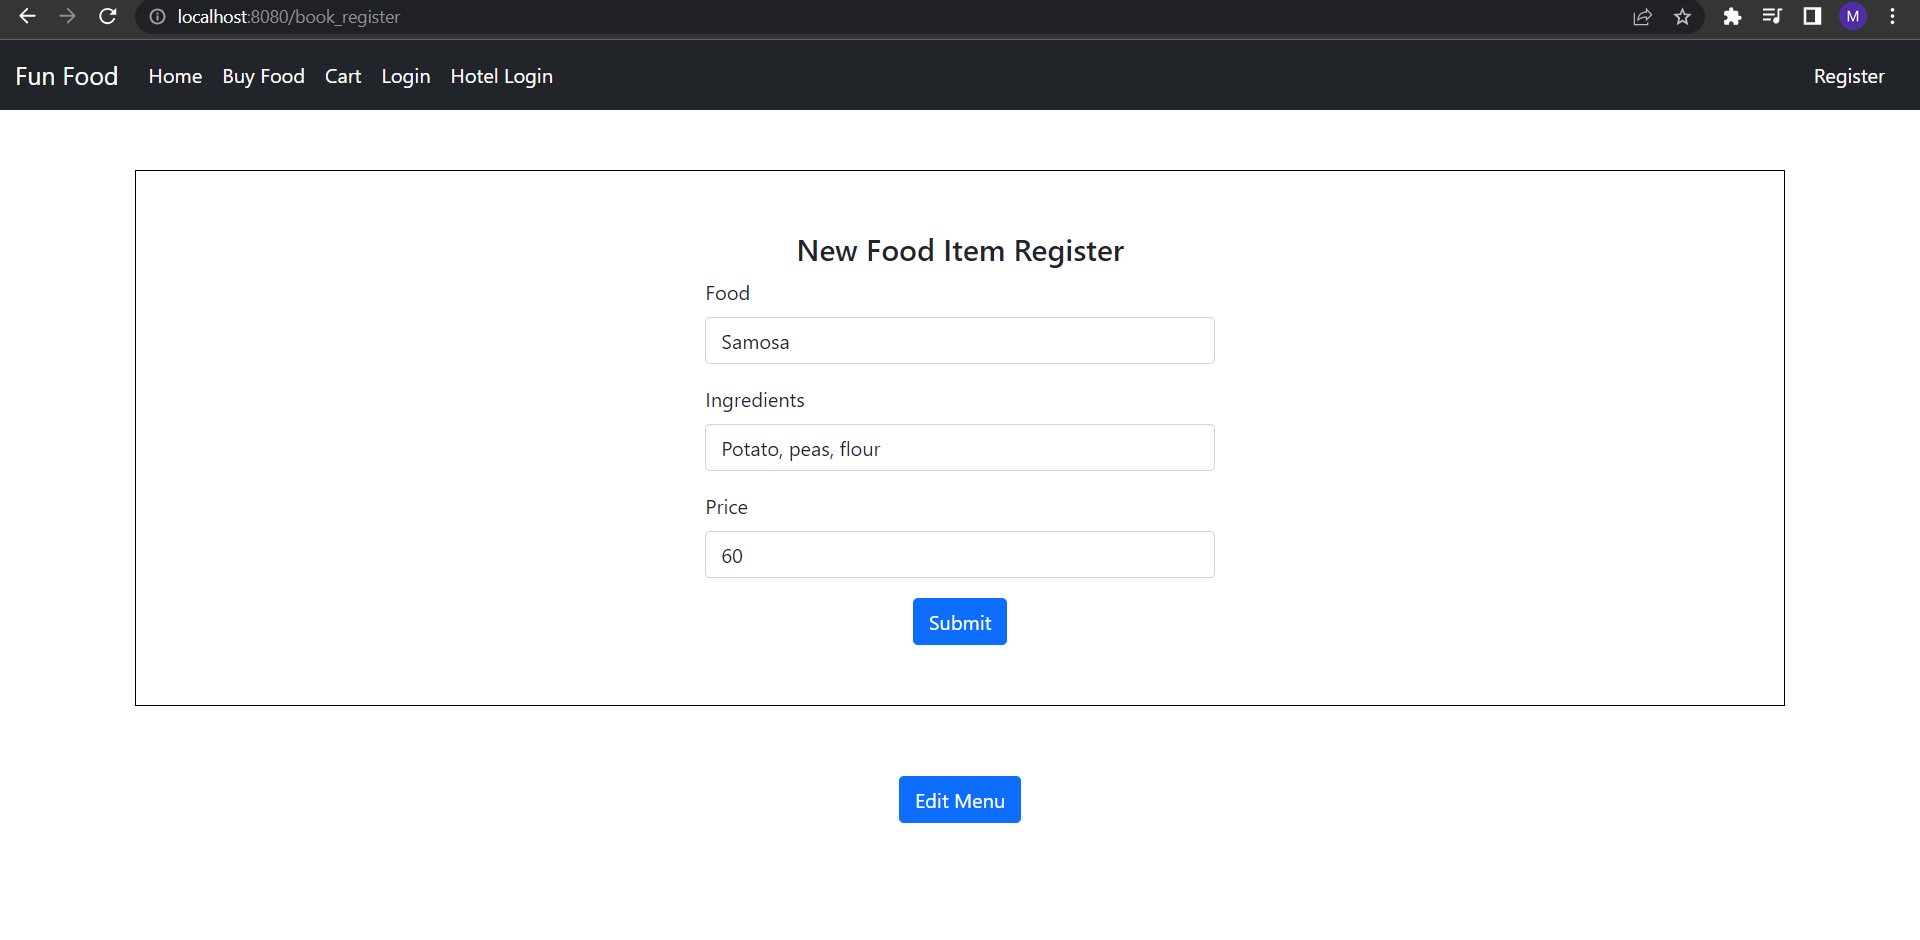 localhost:8080/book_register
M
Fun Food Home Buy Food Cart Login Hotel Login Register
New Food Item Register
Food
Samosa
Ingredients
Potato, peas, flour
Price
60
Submit
Edit Menu